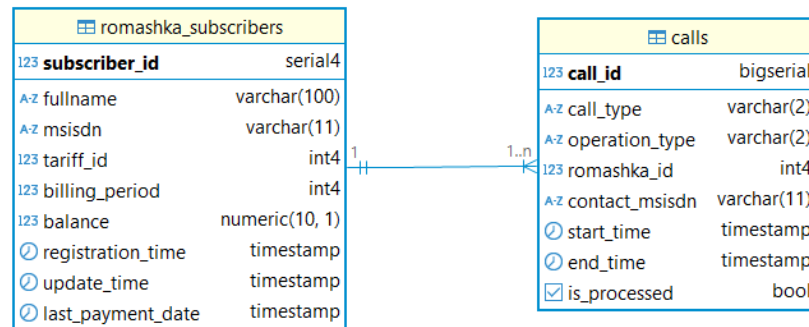 romashka_subscribers
123 subscriber_id serial4
A-Z fullname varchar(100)
A-Z msisdn varchar(11)
123 tariff_id int4
123 billing_period int4
123 balance numeric(10, 1)
registration_time timestamp
update_time timestamp
last_payment_date timestamp
1
1..n
calls
123 call_id bigserial
A-Z call_type varchar(2)
A-Z operation_type varchar(2)
123 romashka_id int4
A-Z contact_msisdn varchar(11)
start_time timestamp
end_time timestamp
is_processed bool